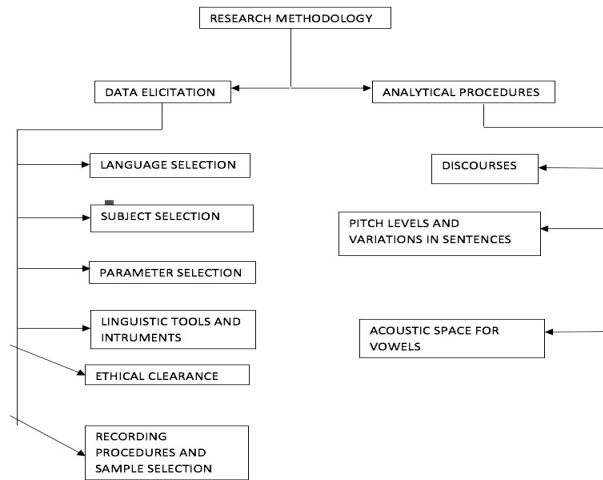 RESEARCH METHODOLOGY
DATA ELICITATION
ANALYTICAL PROCEDURES
LANGUAGE SELECTION
SUBJECT SELECTION
PARAMETER SELECTION
LINGUISTIC TOOLS AND
INTRUMENTS
ETHICAL CLEARANCE
RECORDING
PROCEDURES AND
SAMPLE SELECTION
DISCOURSES
PITCH LEVELS AND
VARIATIONS IN SENTENCES
ACOUSTIC SPACE FOR
VOWELS